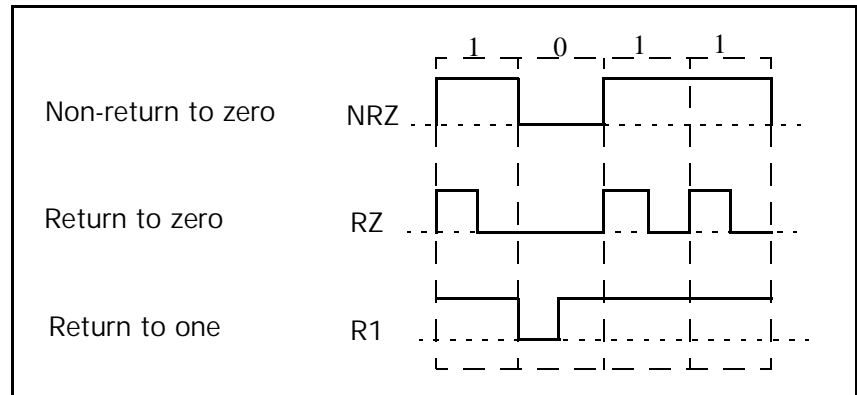 1 0 1 1
Non-return to zero NRZ
Return to zero RZ
Return to one R1